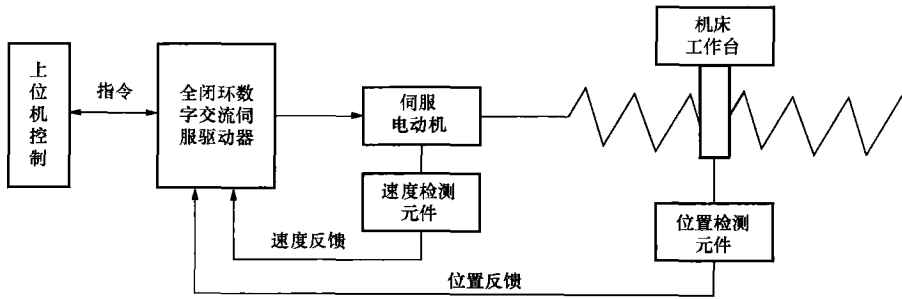 上位机控制
指令
全闭环数
字交流伺
服驱动器
伺服
电动机
机床
工作台
速度检测
元件
位置检测
元件
速度反馈
位置反馈